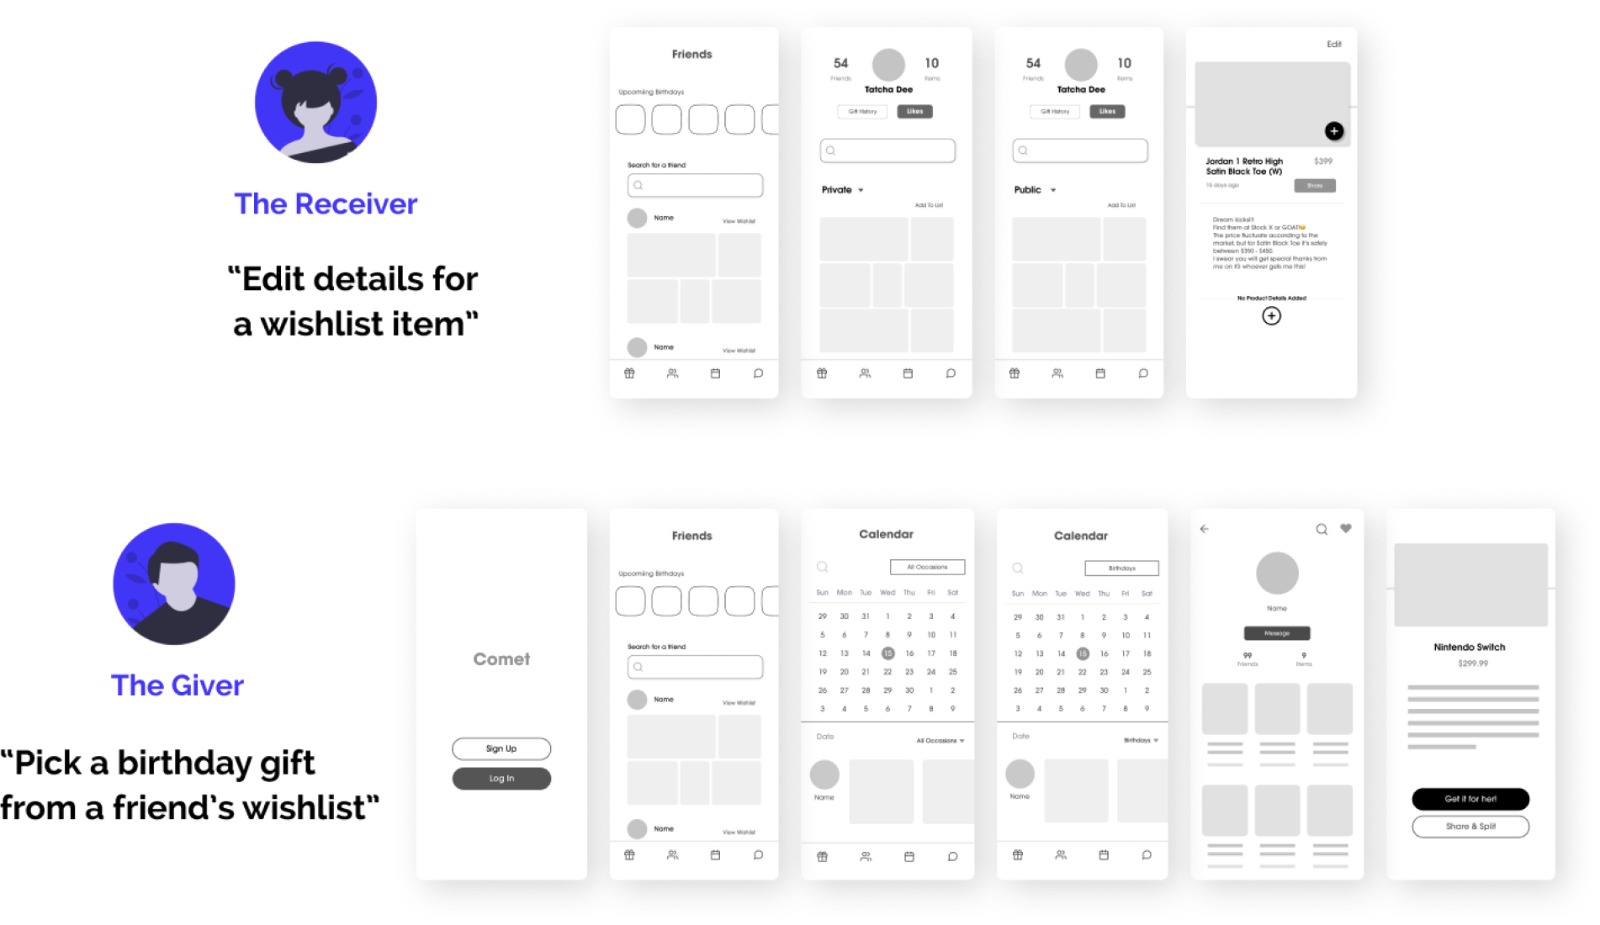 The Receiver
“Edit details for
a wishlist item”
Friends
Upcoming Birthdays
Search for a friend
Name
View Wishlist
Name
View Wishlist
54
10
Friends
Items
Tatcha Dee
Gift History
Likes
Private
Add To List
54
10
Friends
Items
Tatcha Dee
Gift History
Likes
Public
Add To List
Edit
Jordan 1 Retro High
Satin Black Toe (W)
$399
15 days ago
Share
Dream kicks!!
Find them at Stock X or GOAT😍
The price fluctuate according to the
market, but for Satin Black Toe it's safely
between $350 - $450.
I swear you will get special thanks from
me on IG whoever gets me this!
No Product Details Added
The Giver
“Pick a birthday gift
from a friend’s wishlist”
Comet
Sign Up
Log In
Friends
Upcoming Birthdays
Search for a friend
Name
View Wishlist
Name
View Wishlist
Calendar
All Occasions
Sun Mon Tue Wed Thu Fri Sat
29 30 31 1 2 3 4
5 6 7 8 9 10 11
12 13 14 15 16 17 18
19 20 21 22 23 24 25
26 27 28 29 30 1 2
3 4 5 6 7 8 9
Date
All Occasions
Name
Calendar
Birthdays
Sun Mon Tue Wed Thu Fri Sat
29 30 31 1 2 3 4
5 6 7 8 9 10 11
12 13 14 15 16 17 18
19 20 21 22 23 24 25
26 27 28 29 30 1 2
3 4 5 6 7 8 9
Date
Birthdays
Name
Name
Message
99
9
Friends
Items
Nintendo Switch
$299.99
Get it for her!
Share & Split